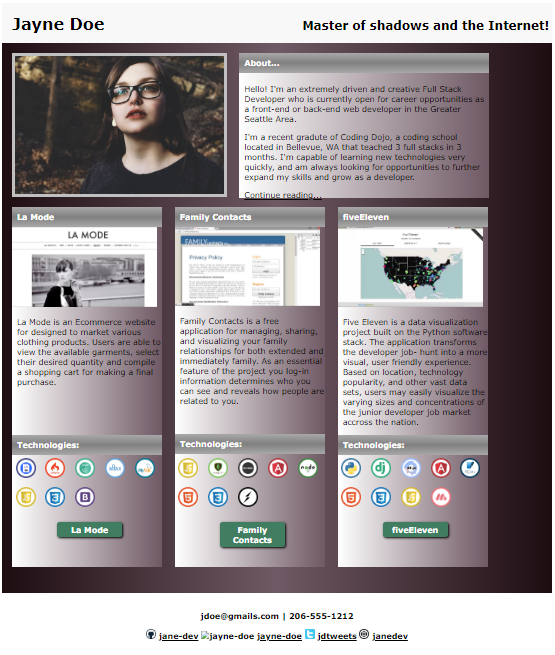 Jayne Doe
Master of shadows and the Internet!
About...
Hello! I'm an extremely driven and creative Full Stack
Developer who is currently open for career opportunities as
a front-end or back-end web developer in the Greater
Seattle Area.
I'm a recent gradute of Coding Dojo, a coding school
located in Bellevue, WA that teached 3 full stacks in 3
months. I'm capable of learning new technologies very
quickly, and am always looking for opportunities to further
expand my skills and grow as a developer.
Continue reading...
La Mode
LA MODE
La Mode is an Ecommerce website
for designed to market various
clothing products. Users are able to
view the available garments, select
their desired quantity and compile
a shopping cart for making a final
purchase.
Technologies:
La Mode
Family Contacts
FAMILY
Privacy Policy
Family Contacts is a free
application for managing, sharing,
and visualizing your family
relationships for both extended and
immediately family. As an essential
feature of the project you log-in
information determines who you
can see and reveals how people are
related to you.
Technologies:
node
Family
Contacts
fiveEleven
Five Eleven is a data visualization
project built on the Python software
stack. The application transforms
the developer job- hunt into a more
visual, user friendly experience.
Based on location, technology
popularity, and other vast data
sets, users may easily visualize the
varying sizes and concentrations of
the junior developer job market
accross the nation.
Technologies:
dj
fiveEleven
jdoe@gmails.com | 206-555-1212
jane-dev jayne-doe jayne-doe jdtweets janedev